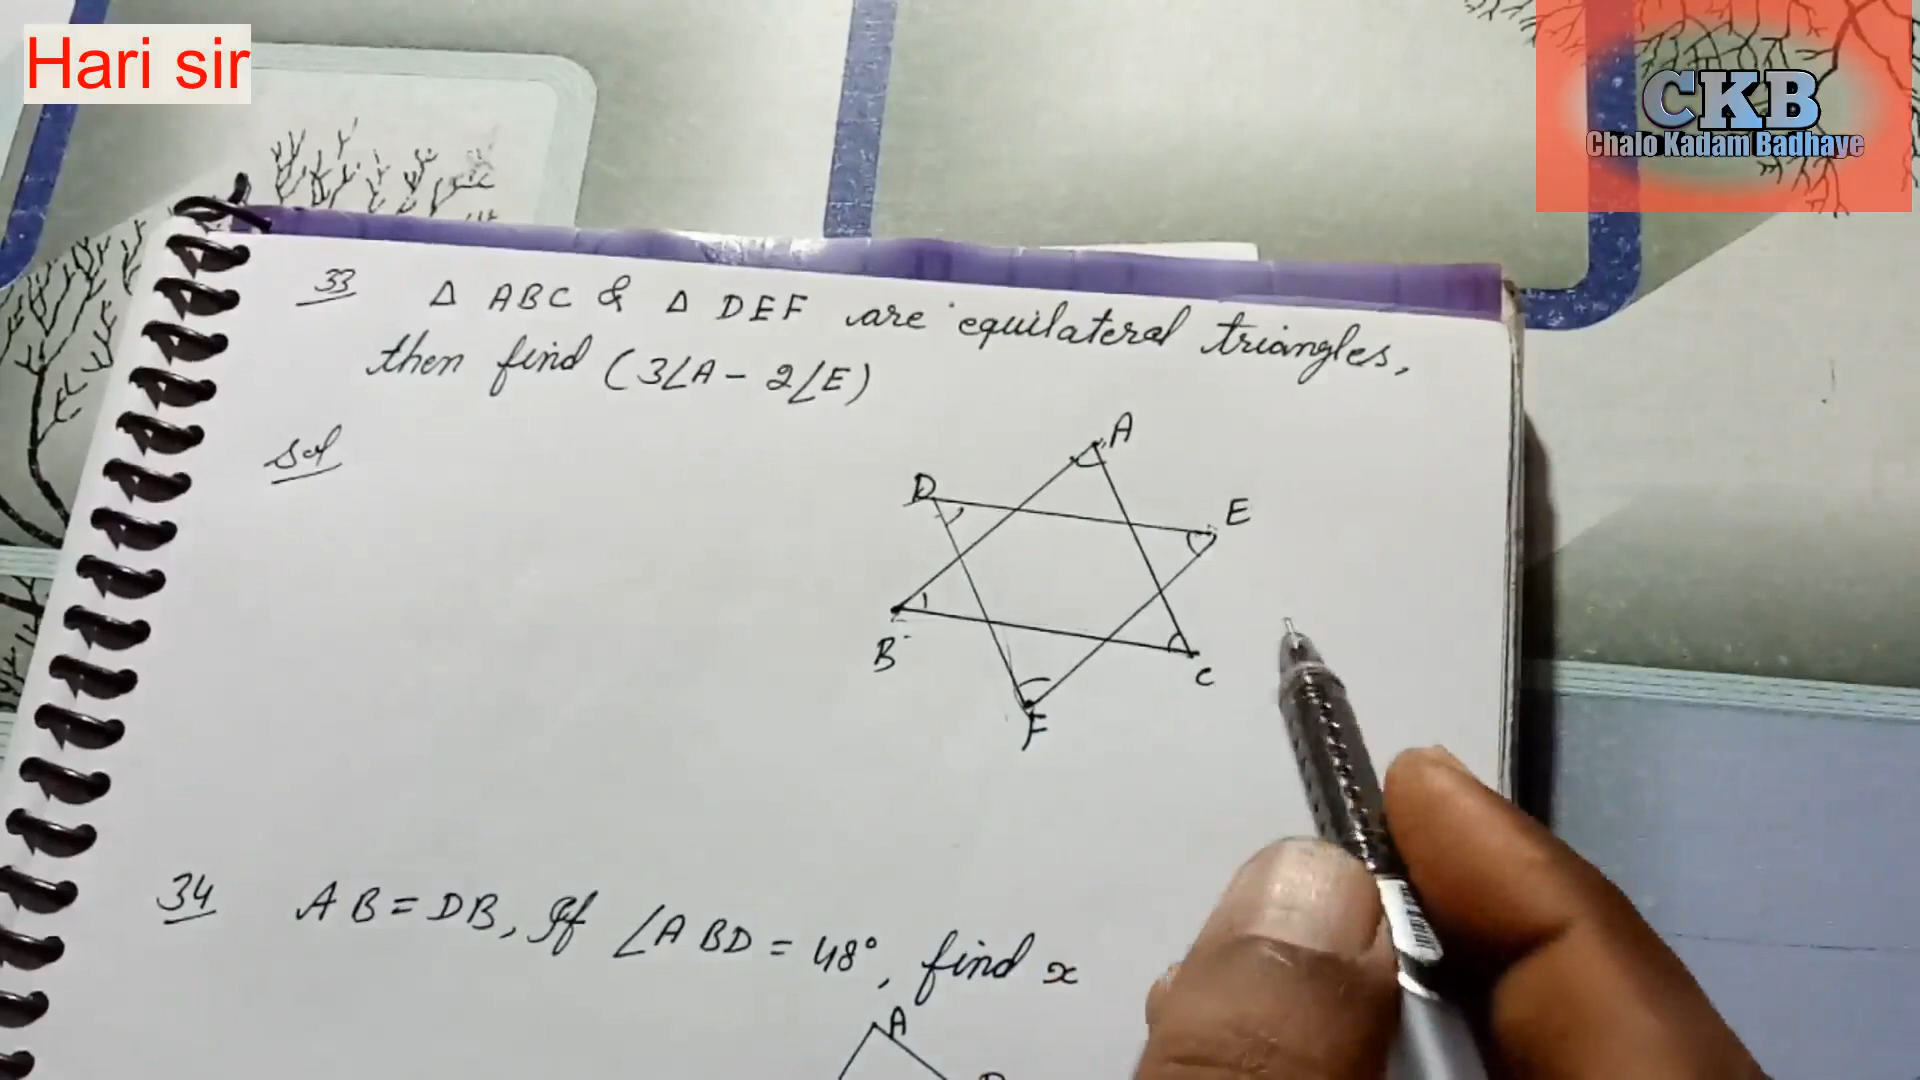 Hari sir
CKB
Chalo Kadam Badhaye
33 Δ ABC & Δ DEF are equilateral triangles,
then find (3∠A - 2∠E)
Sol
A
D
E
B
C
F
34 AB = DB, If ∠ABD = 48°, find x
A